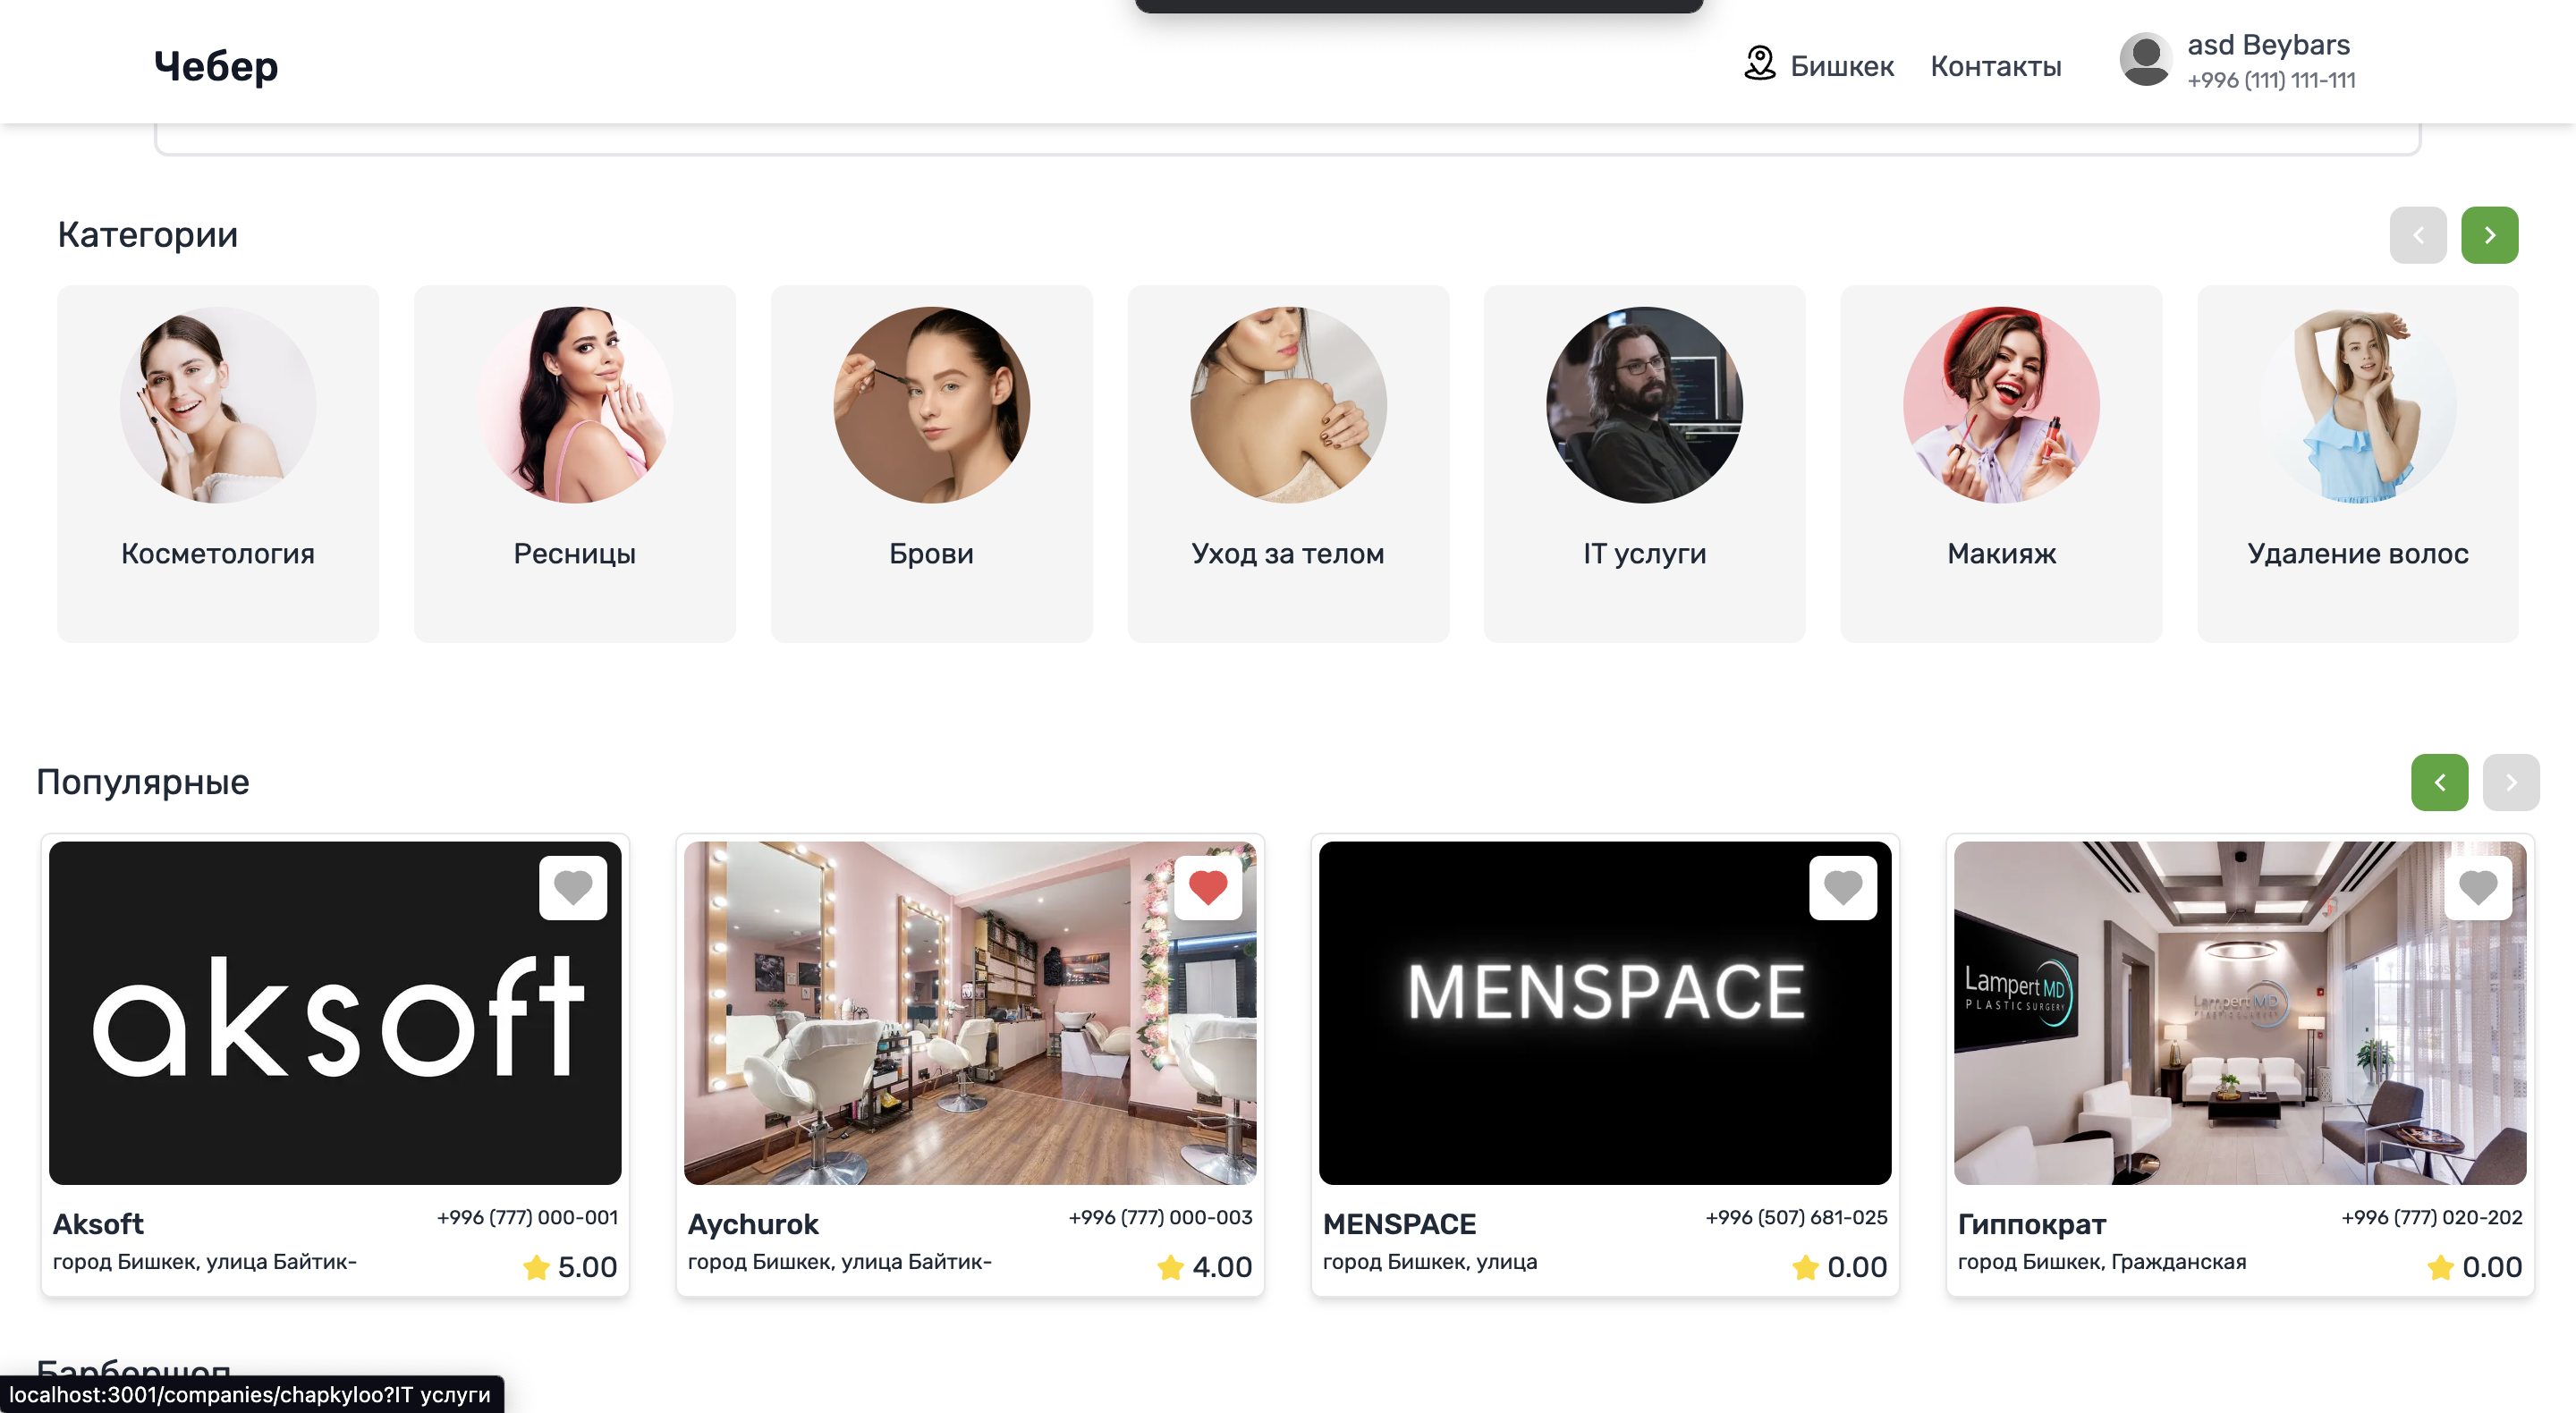 Чебер
Бишкек
Контакты
asd Beybars
+996 (111) 111-111
Категории
Косметология
Ресницы
Брови
Уход за телом
IT услуги
Макияж
Удаление волос
Популярные
aksoft
MENSPACE
Lampert MD
PLASTIC SURGERY
Lampert MD
Aksoft
+996 (777) 000-001
город Бишкек, улица Байтик-
5.00
Aychurok
+996 (777) 000-003
город Бишкек, улица Байтик-
4.00
MENSPACE
+996 (507) 681-025
город Бишкек, улица
0.00
Гиппократ
+996 (777) 020-202
город Бишкек, Гражданская
0.00
Барбершоп
localhost:3001/companies/chapkyloo?IT услуги